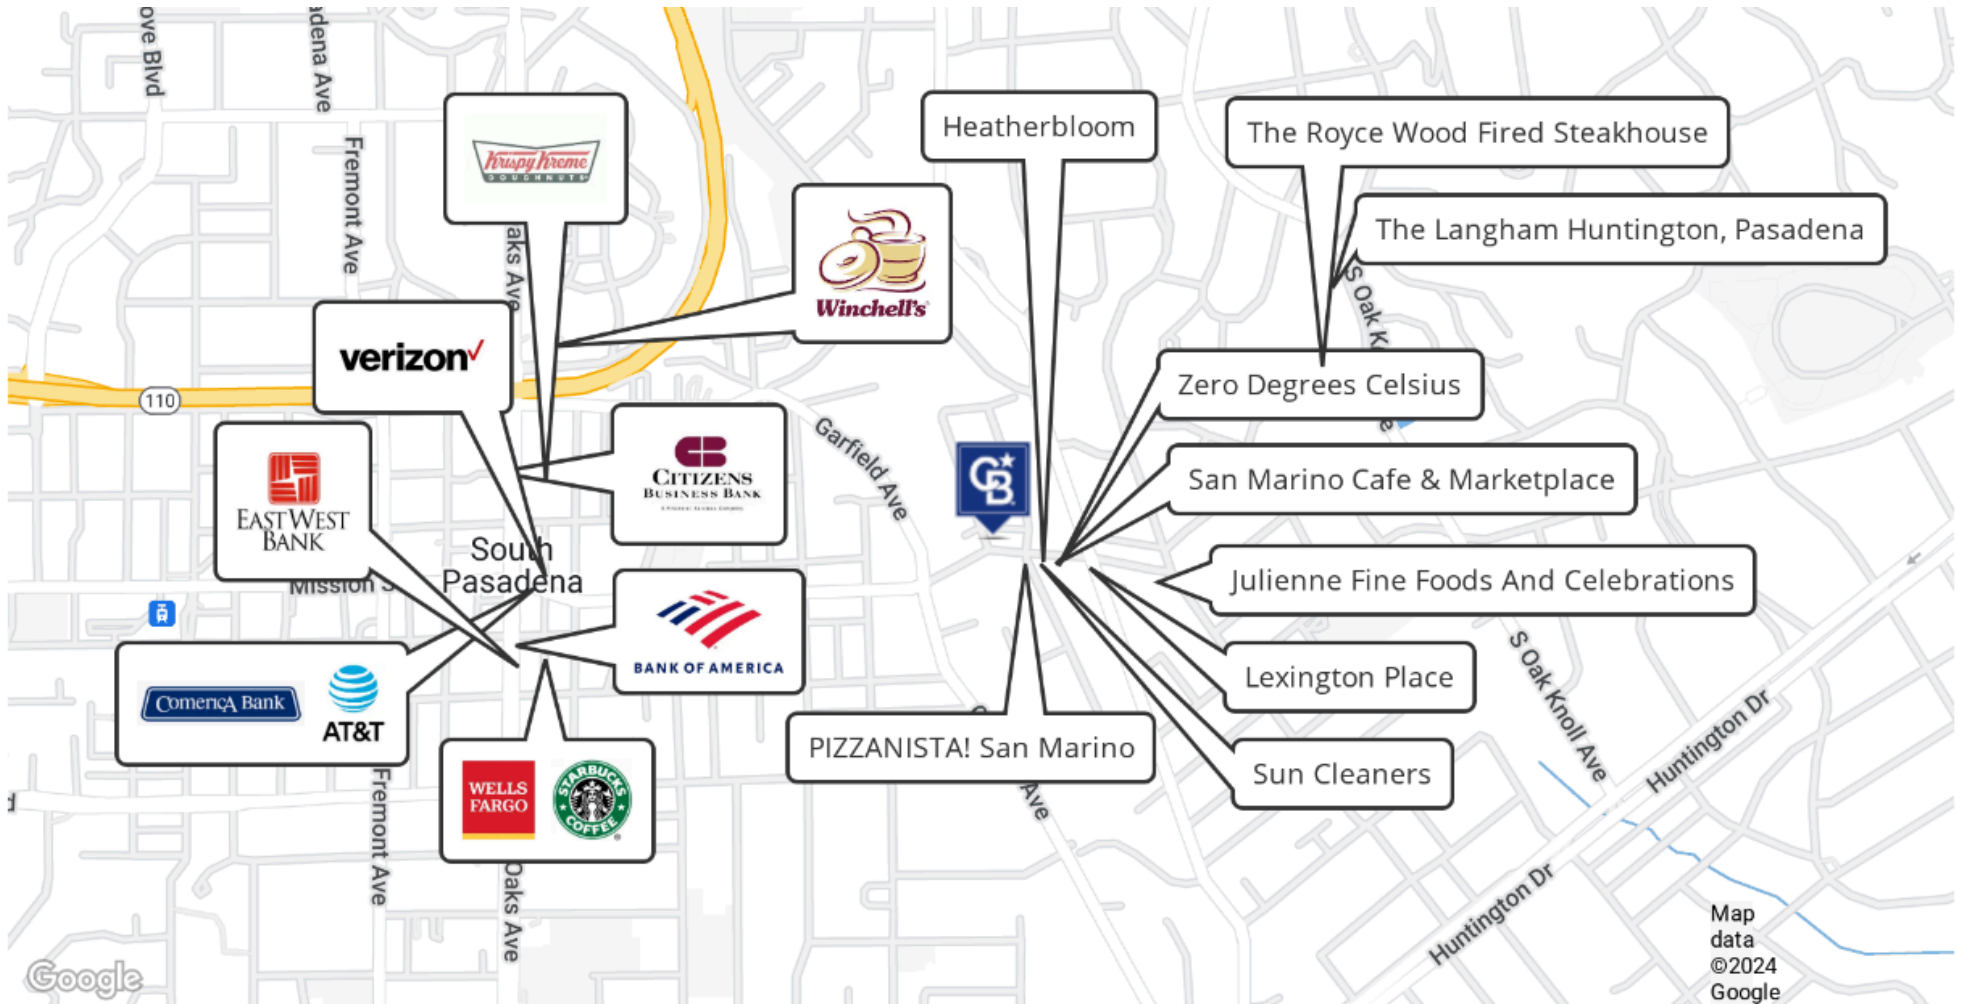 ove Blvd
dena Ave
Fremont Ave
Krispy Kreme
DOUGHNUTS
Heatherbloom
The Royce Wood Fired Steakhouse
The Langham Huntington, Pasadena
aks Ave
Winchell's
S Oak K
verizon
110
Zero Degrees Celsius
e
Garfield Ave
CITIZENS
BUSINESS BANK
EASTWEST
BANK
CB
San Marino Cafe & Marketplace
South
Pasadena
Mission S
Julienne Fine Foods And Celebrations
BANK OF AMERICA
Lexington Place
S Oak Knoll Ave
Comerica Bank
AT&T
PIZZANISTA! San Marino
Sun Cleaners
Huntington Dr
WELLS
FARGO
STARBUCKS
COFFEE
Ave
d
Fremont Ave
Oaks Ave
Huntington Dr
Map
data
©2024
Google
Google